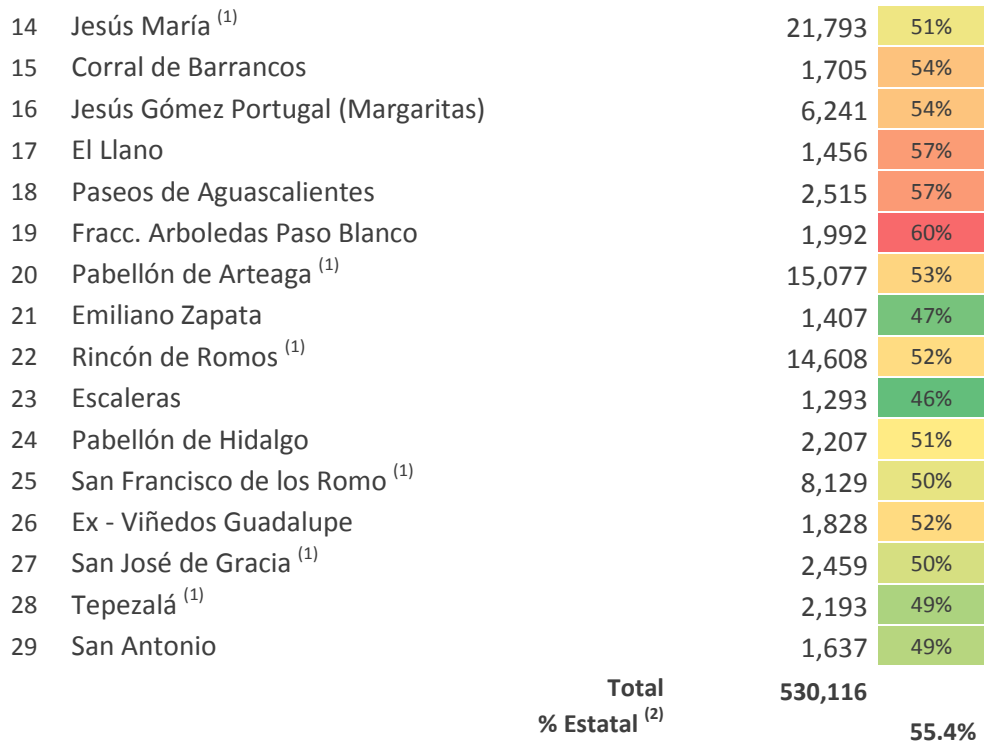 14 Jesús María (1) 21,793 51%
15 Corral de Barrancos 1,705 54%
16 Jesús Gómez Portugal (Margaritas) 6,241 54%
17 El Llano 1,456 57%
18 Paseos de Aguascalientes 2,515 57%
19 Fracc. Arboledas Paso Blanco 1,992 60%
20 Pabellón de Arteaga (1) 15,077 53%
21 Emiliano Zapata 1,407 47%
22 Rincón de Romos (1) 14,608 52%
23 Escaleras 1,293 46%
24 Pabellón de Hidalgo 2,207 51%
25 San Francisco de los Romo (1) 8,129 50%
26 Ex - Viñedos Guadalupe 1,828 52%
27 San José de Gracia (1) 2,459 50%
28 Tepezalá (1) 2,193 49%
29 San Antonio 1,637 49%
Total 530,116
% Estatal (2) 55.4%